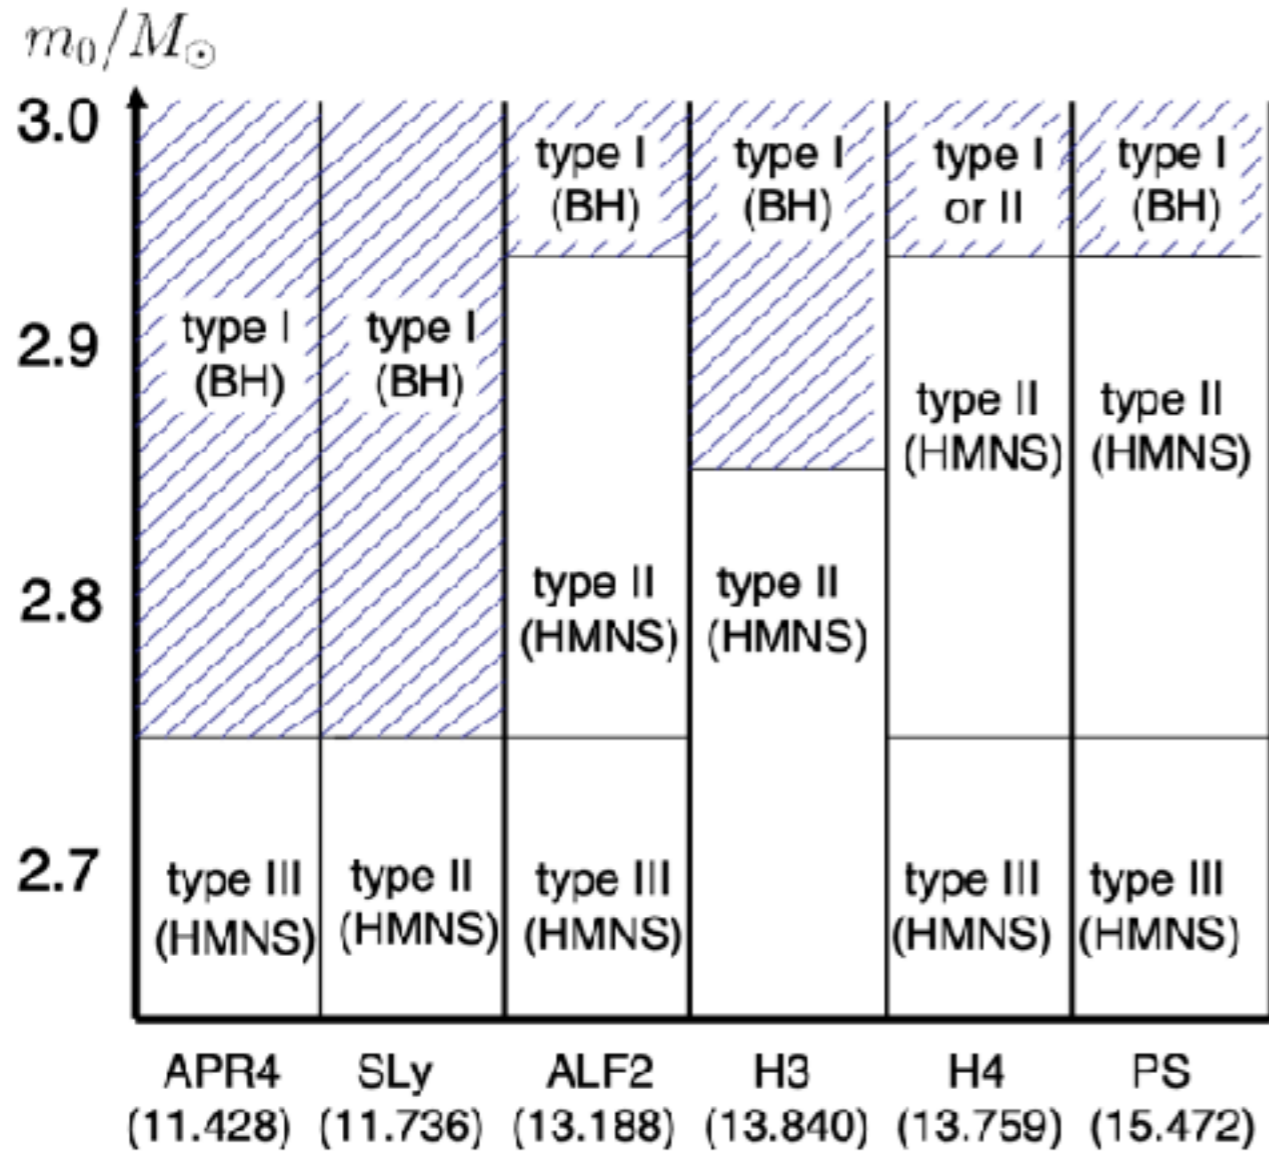 m₀/M⊙
3.0
type I
(BH)
type I
(BH)
type I
or II
type I
(BH)
2.9
type I
(BH)
type I
(BH)
type II
(HMNS)
type II
(HMNS)
2.8
type II
(HMNS)
type II
(HMNS)
2.7
type III
(HMNS)
type II
(HMNS)
type III
(HMNS)
type III
(HMNS)
type III
(HMNS)
APR4 SLy ALF2 H3 H4 PS
(11.428) (11.736) (13.188) (13.840) (13.759) (15.472)